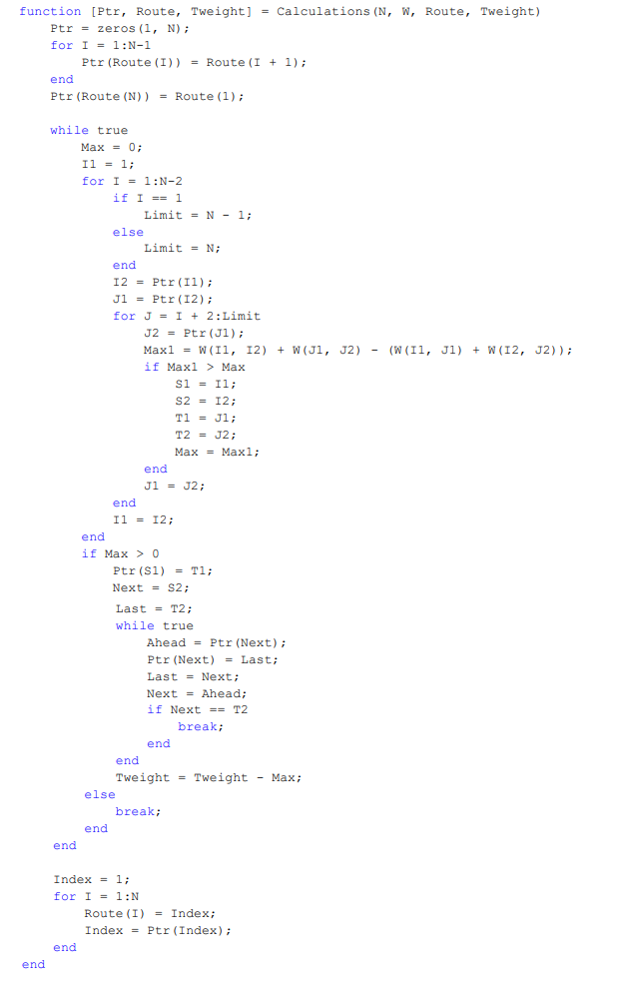 function [Ptr, Route, Tweight] = Calculations(N, W, Route, Tweight)
    Ptr = zeros(1, N);
    for I = 1:N-1
        Ptr(Route(I)) = Route(I + 1);
    end
    Ptr(Route(N)) = Route(1);

    while true
        Max = 0;
        I1 = 1;
        for I = 1:N-2
            if I == 1
                Limit = N - 1;
            else
                Limit = N;
            end
            I2 = Ptr(I1);
            J1 = Ptr(I2);
            for J = I + 2:Limit
                J2 = Ptr(J1);
                Max1 = W(I1, I2) + W(J1, J2) - (W(I1, J1) + W(I2, J2));
                if Max1 > Max
                    S1 = I1;
                    S2 = I2;
                    T1 = J1;
                    T2 = J2;
                    Max = Max1;
                end
                J1 = J2;
            end
            I1 = I2;
        end
        if Max > 0
            Ptr(S1) = T1;
            Next = S2;
            Last = T2;
            while true
                Ahead = Ptr(Next);
                Ptr(Next) = Last;
                Last = Next;
                Next = Ahead;
                if Next == T2
                    break;
                end
            end
            Tweight = Tweight - Max;
        else
            break;
        end
    end

    Index = 1;
    for I = 1:N
        Route(I) = Index;
        Index = Ptr(Index);
    end
end